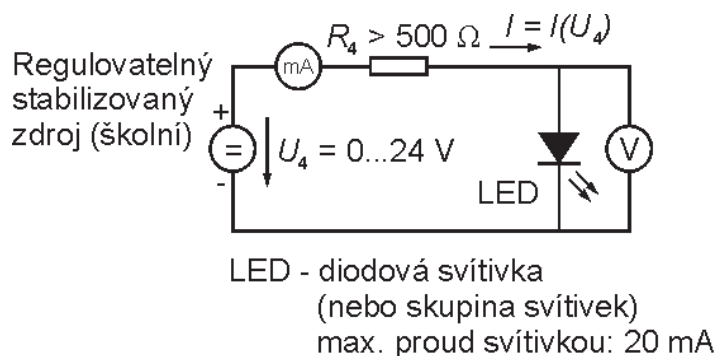 R₄ > 500 Ω
I = I(U₄)
Regulovatelný
stabilizovaný
zdroj (školní)
mA
+
=
-
U₄ = 0...24 V
LED
V
LED - diodová svítivka
(nebo skupina svítivek)
max. proud svítivkou: 20 mA